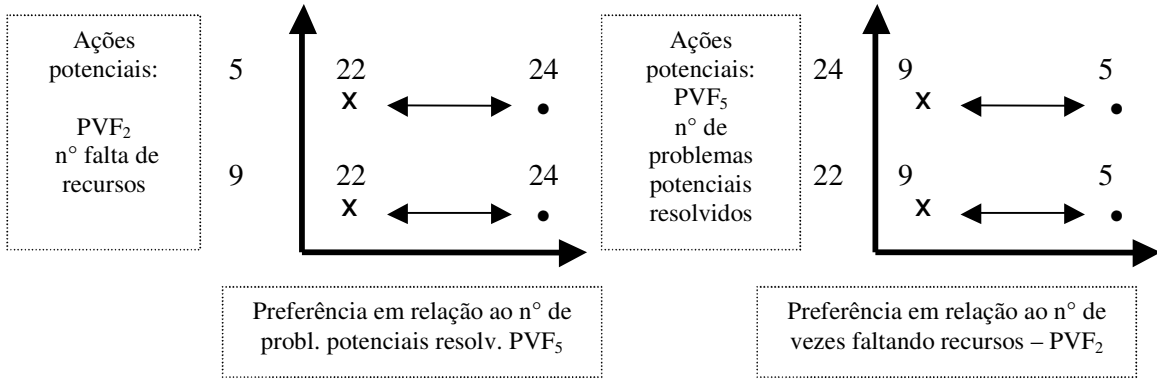 Ações
potenciais:
PVF₂
n° falta de
recursos
5 22 24
x
9 22 24
x
Preferência em relação ao n° de
probl. potenciais resolv. PVF₅
Ações
potenciais:
PVF₅
n° de
problemas
potenciais
resolvidos
24 9 5
x
22 9 5
x
Preferência em relação ao n° de
vezes faltando recursos – PVF₂